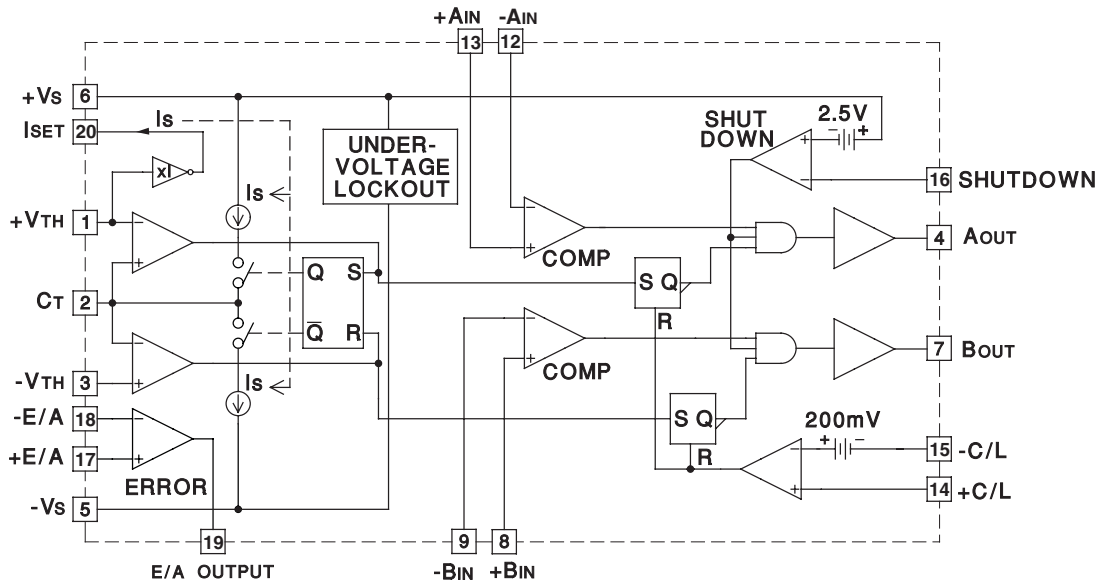 +AIN -AIN
13 12
+VS 6
ISET 20
IS
xI
UNDER-
VOLTAGE
LOCKOUT
SHUT
DOWN
2.5V
− +
+
−
16 SHUTDOWN
+VTH 1
−
+
IS
−
+
COMP
4 AOUT
Q S
Q̅ R
S Q
R
CT 2
−
+
COMP
7 BOUT
-VTH 3
−
+
IS
-E/A 18
+E/A 17
−
+
ERROR
S Q
R
200mV
+ −
−
+
15 -C/L
14 +C/L
-VS 5
19
E/A OUTPUT
9 8
-BIN +BIN